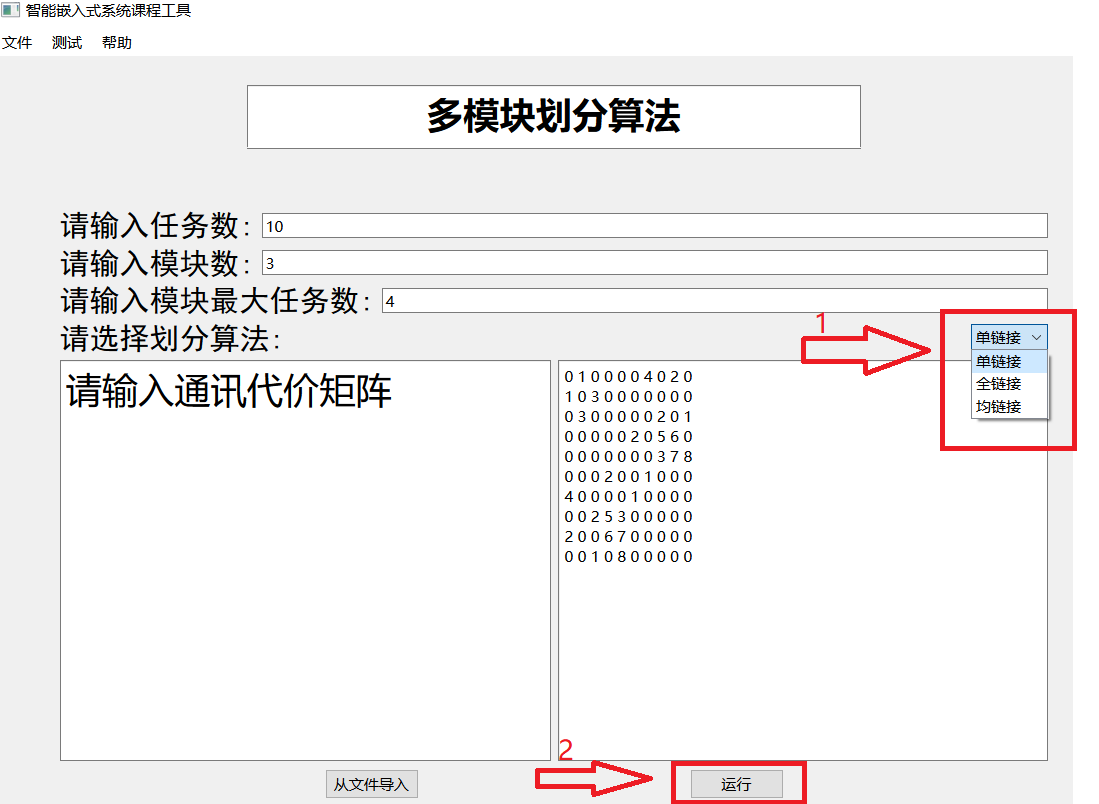 智能嵌入式系统课程工具
文件 测试 帮助
多模块划分算法
请输入任务数: 10
请输入模块数: 3
请输入模块最大任务数: 4
请选择划分算法:
1
单链接
单链接
全链接
均链接
请输入通讯代价矩阵
0 1 0 0 0 0 4 0 2 0
1 0 3 0 0 0 0 0 0 0
0 3 0 0 0 0 0 2 0 1
0 0 0 0 0 2 0 5 6 0
0 0 0 0 0 0 0 3 7 8
0 0 0 2 0 0 1 0 0 0
4 0 0 0 0 1 0 0 0 0
0 0 2 5 3 0 0 0 0 0
2 0 0 6 7 0 0 0 0 0
0 0 1 0 8 0 0 0 0 0
2
从文件导入
运行